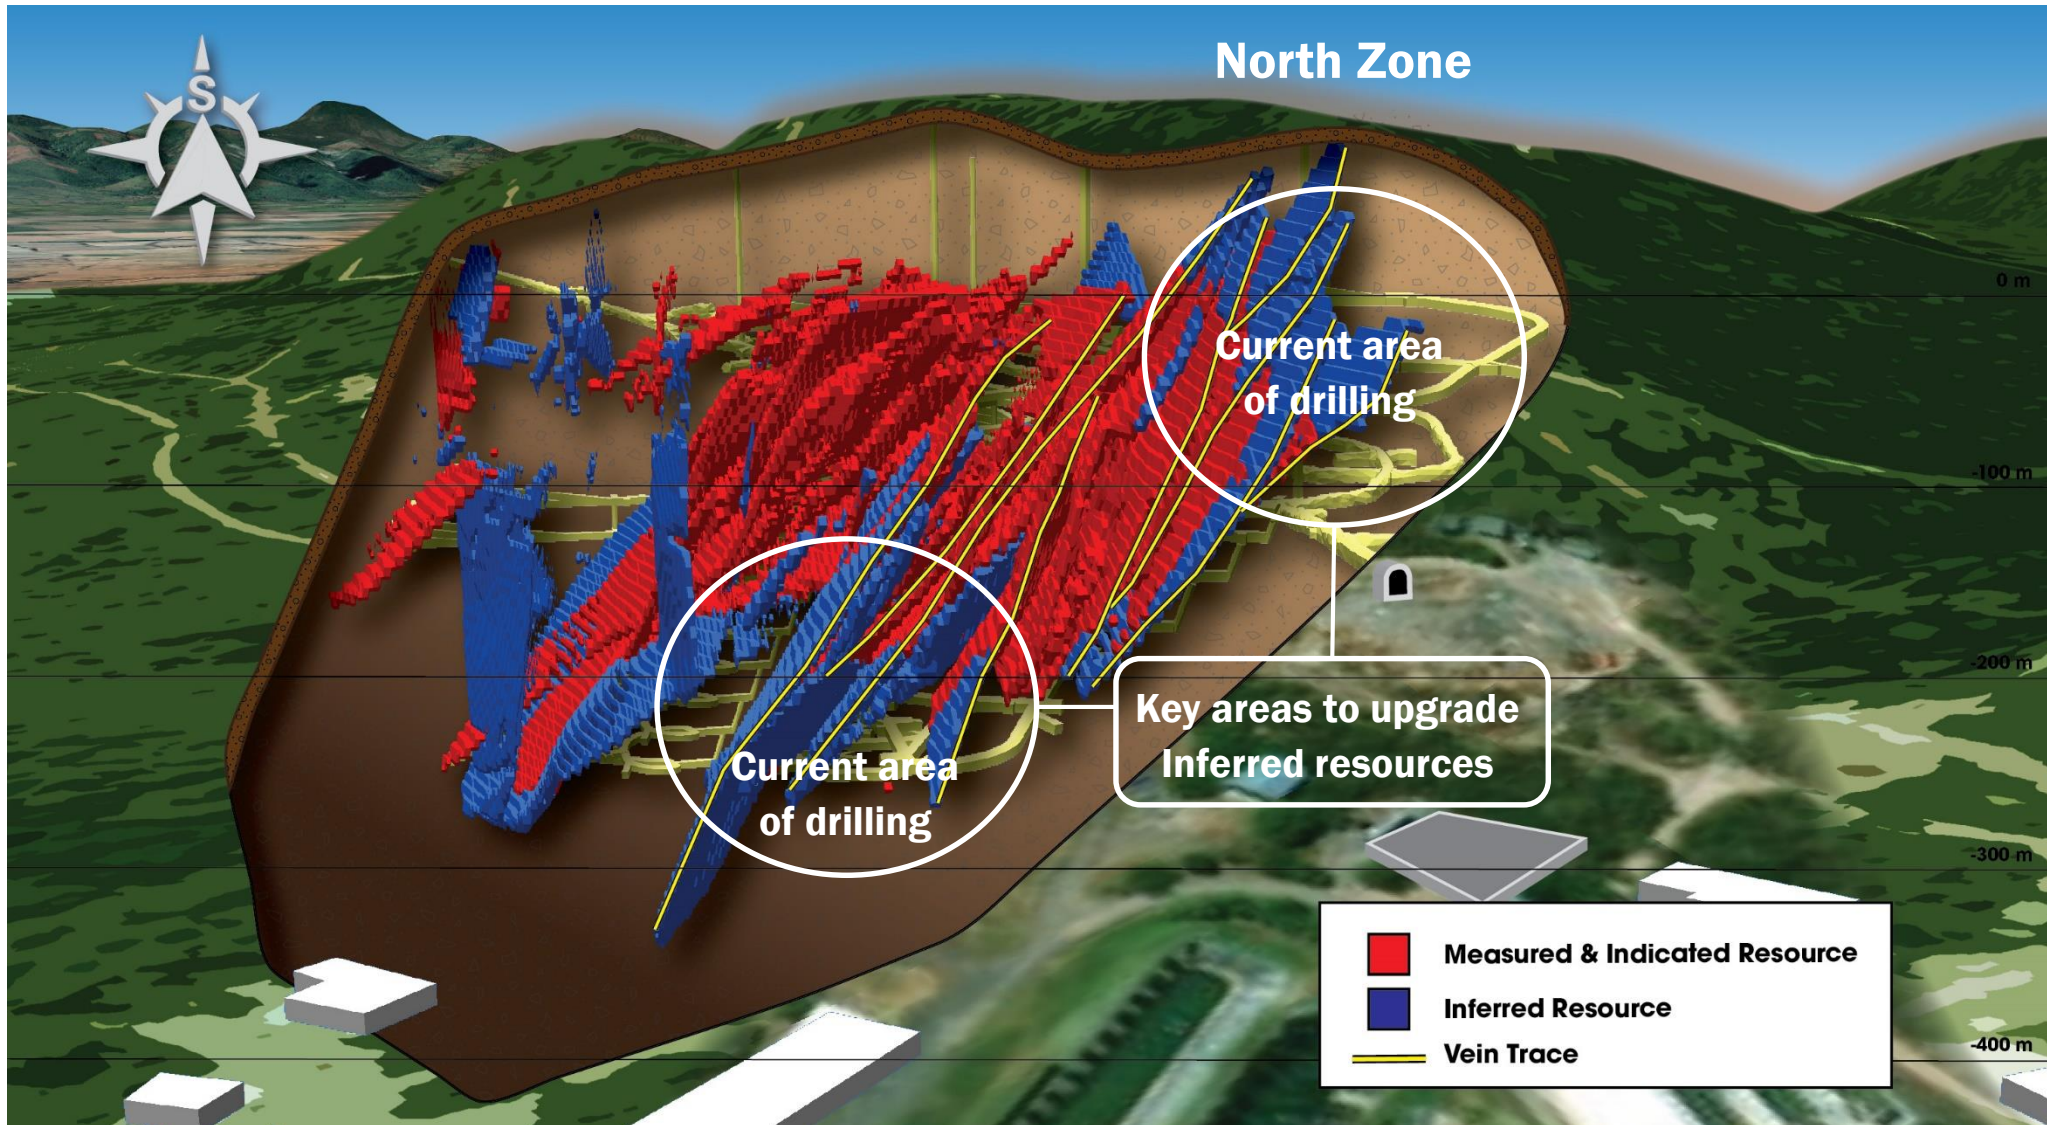 North Zone
S
0 m
Current area
of drilling
-100 m
-200 m
Key areas to upgrade
Inferred resources
Current area
of drilling
-300 m
Measured & Indicated Resource
Inferred Resource
Vein Trace
-400 m